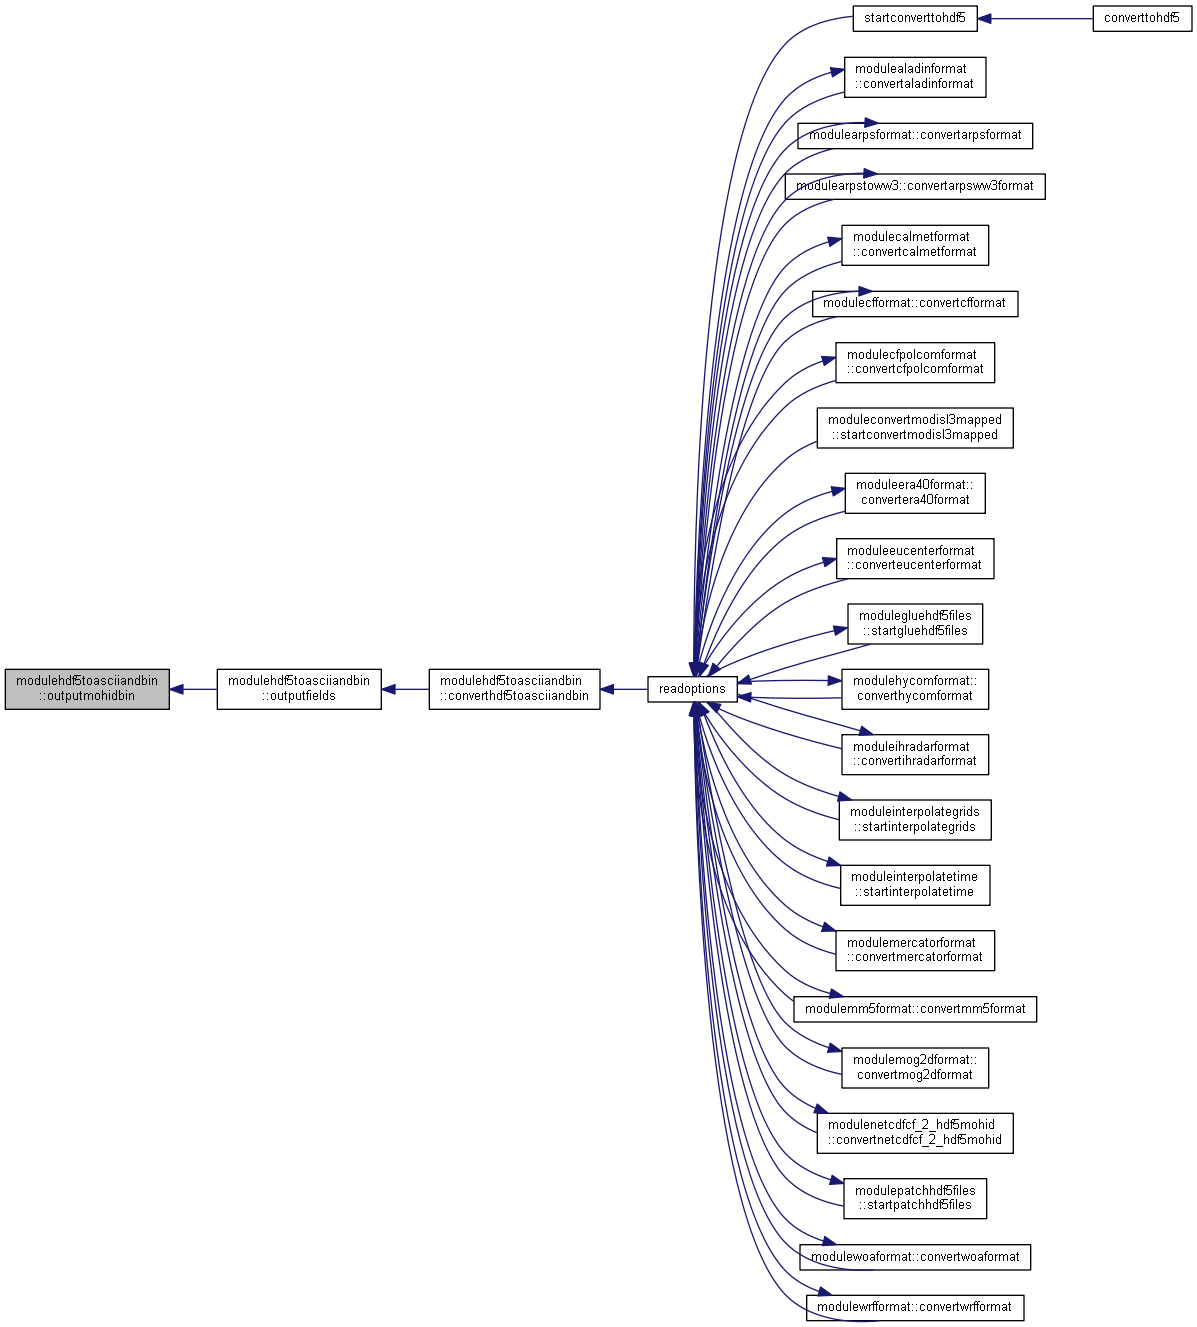 startconverttohdf5
converttohdf5
modulealadinformat
::convertaladinformat
modulearpsformat::convertarpsformat
modulearpstoww3::convertarpsww3format
modulecalmetformat
::convertcalmetformat
modulecfformat::convertcfformat
modulecfpolcomformat
::convertcfpolcomformat
moduleconvertmodisl3mapped
::startconvertmodisl3mapped
moduleera40format::
convertera40format
moduleeucenterformat
::converteucenterformat
modulegluehdf5files
::startgluehdf5files
modulehdf5toasciiandbin
::outputmohidbin
modulehdf5toasciiandbin
::outputfields
modulehdf5toasciiandbin
::converthdf5toasciiandbin
readoptions
modulehycomformat::
converthycomformat
moduleihradarformat
::convertihradarformat
moduleinterpolategrids
::startinterpolategrids
moduleinterpolatetime
::startinterpolatetime
modulemercatorformat
::convertmercatorformat
modulemm5format::convertmm5format
modulemog2dformat::
convertmog2dformat
modulenetcdfcf_2_hdf5mohid
::convertnetcdfcf_2_hdf5mohid
modulepatchhdf5files
::startpatchhdf5files
modulewoaformat::convertwoaformat
modulewrfformat::convertwrfformat